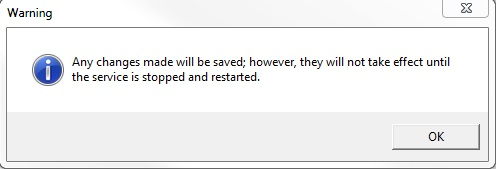 Warning
Any changes made will be saved; however, they will not take effect until
the service is stopped and restarted.
OK